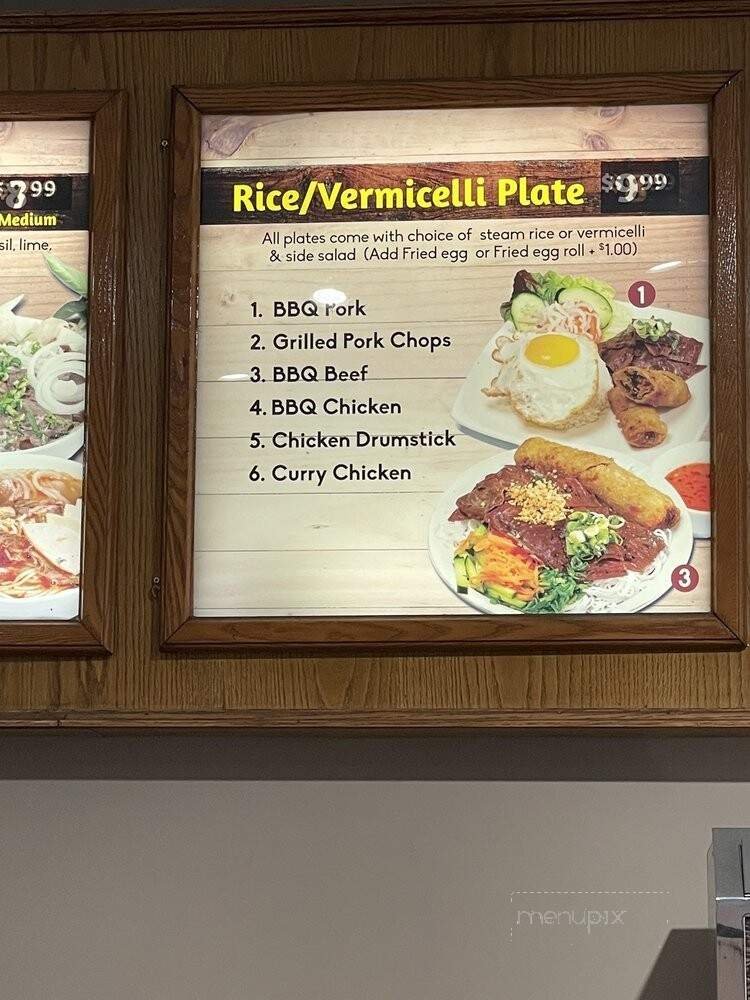 .99
Medium
sil, lime,
Rice/Vermicelli Plate $9.99
All plates come with choice of steam rice or vermicelli
& side salad (Add Fried egg or Fried egg roll + $1.00)
1. BBQ Pork
2. Grilled Pork Chops
3. BBQ Beef
4. BBQ Chicken
5. Chicken Drumstick
6. Curry Chicken
1
3
menupix